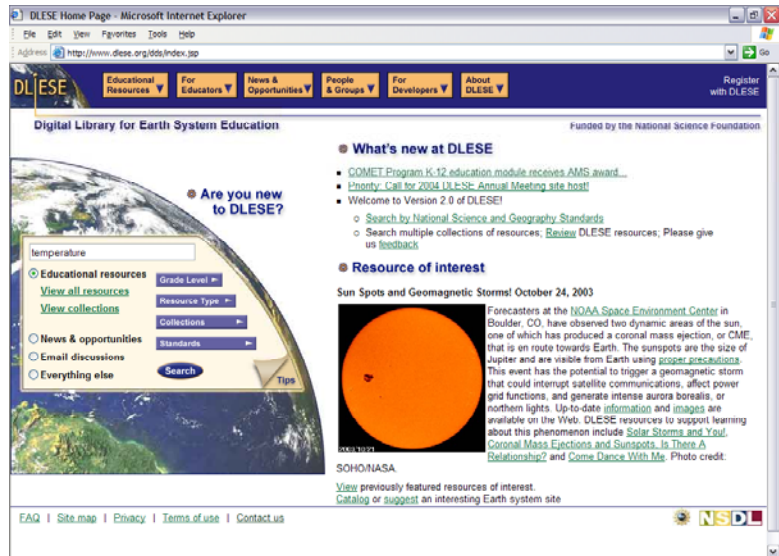 DLESE Home Page - Microsoft Internet Explorer
File Edit View Favorites Tools Help
Address http://www.dlese.org/dds/index.jsp Go
DLESE
Educational Resources
For Educators
News & Opportunities
People & Groups
For Developers
About DLESE
Register with DLESE
Digital Library for Earth System Education
Funded by the National Science Foundation
Are you new
to DLESE?
temperature
Educational resources
View all resources
View collections
News & opportunities
Email discussions
Everything else
Grade Level
Resource Type
Collections
Standards
Search
Tips
What's new at DLESE
COMET Program K-12 education module receives AMS award...
Priority: Call for 2004 DLESE Annual Meeting site host!
Welcome to Version 2.0 of DLESE!
Search by National Science and Geography Standards
Search multiple collections of resources; Review DLESE resources; Please give
us feedback
Resource of interest
Sun Spots and Geomagnetic Storms! October 24, 2003
Forecasters at the NOAA Space Environment Center in
Boulder, CO, have observed two dynamic areas of the sun,
one of which has produced a coronal mass ejection, or CME,
that is en route towards Earth. The sunspots are the size of
Jupiter and are visible from Earth using proper precautions.
This event has the potential to trigger a geomagnetic storm
that could interrupt satellite communications, affect power
grid functions, and generate intense aurora borealis, or
northern lights. Up-to-date information and images are
available on the Web. DLESE resources to support learning
about this phenomenon include Solar Storms and You!,
Coronal Mass Ejections and Sunspots, Is There A
Relationship? and Come Dance With Me. Photo credit:
SOHO/NASA.
2003.10.21
View previously featured resources of interest.
Catalog or suggest an interesting Earth system site
FAQ | Site map | Privacy | Terms of use | Contact us
NSDL